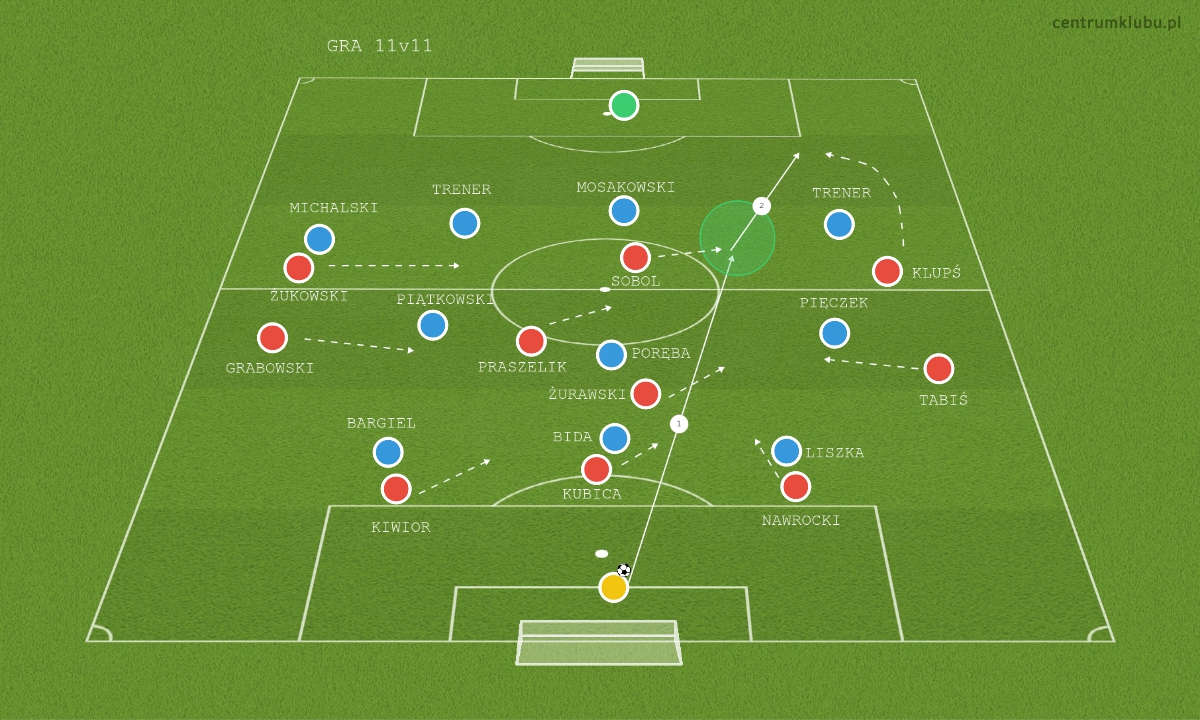 centrumklubu.pl
GRA 11v11
TRENER
MOSAKOWSKI
TRENER
MICHALSKI
2
KLUPŚ
SOBOL
ŻUKOWSKI
PIĄTKOWSKI
PIECZEK
PORĘBA
GRABOWSKI
PRASZELIK
ŻURAWSKI
TABIŚ
BARGIEL
1
BIDA
LISZKA
KUBICA
KIWIOR
NAWROCKI